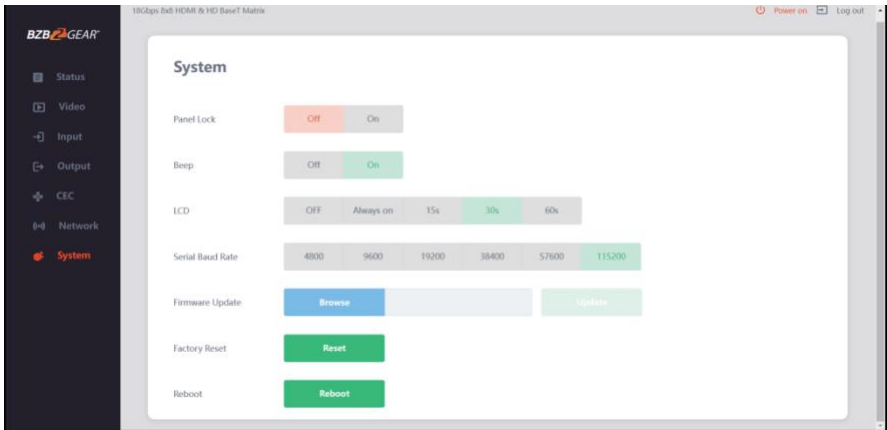 18Gbps 8x8 HDMI & HD BaseT Matrix
Power on
Log out
BZBGEAR
Status
Video
Input
Output
CEC
Network
System
System
Panel Lock Off On
Beep Off On
LCD OFF Always on 15s 30s 60s
Serial Baud Rate 4800 9600 19200 38400 57600 115200
Firmware Update Browse Update
Factory Reset Reset
Reboot Reboot